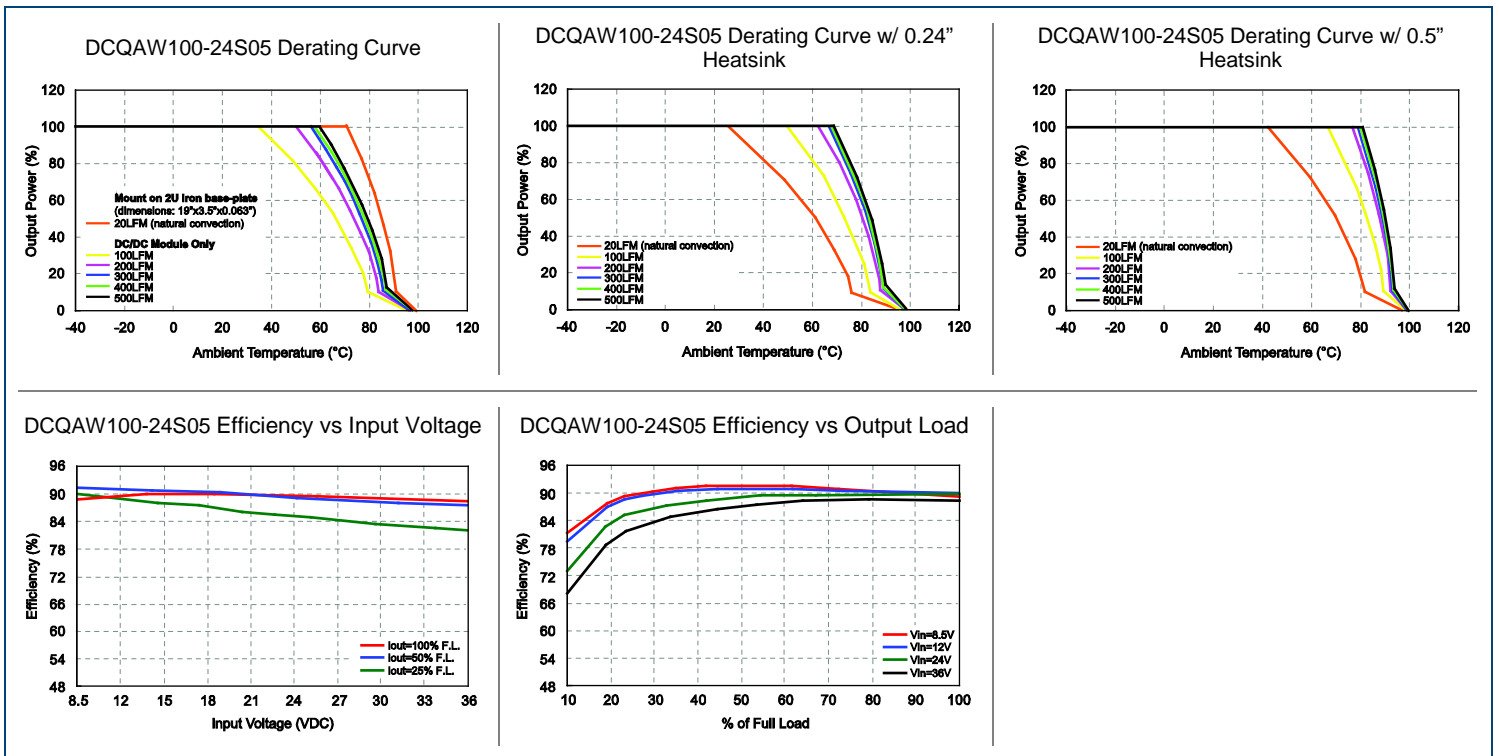 DCQAW100-24S05 Derating Curve
120
100
80
60
40
20
0
Output Power (%)
Mount on 2U Iron base-plate
(dimensions: 19"x3.5"x0.063")
20LFM (natural convection)
DC/DC Module Only
100LFM
200LFM
300LFM
400LFM
500LFM
-40 -20 0 20 40 60 80 100 120
Ambient Temperature (°C)
DCQAW100-24S05 Derating Curve w/ 0.24”
Heatsink
120
100
80
60
40
20
0
Output Power (%)
20LFM (natural convection)
100LFM
200LFM
300LFM
400LFM
500LFM
-40 -20 0 20 40 60 80 100 120
Ambient Temperature (°C)
DCQAW100-24S05 Derating Curve w/ 0.5”
Heatsink
120
100
80
60
40
20
0
Output Power (%)
20LFM (natural convection)
100LFM
200LFM
300LFM
400LFM
500LFM
-40 -20 0 20 40 60 80 100 120
Ambient Temperature (°C)
DCQAW100-24S05 Efficiency vs Input Voltage
96
90
84
78
72
66
60
54
48
Efficiency (%)
Iout=100% F.L.
Iout=50% F.L.
Iout=25% F.L.
8.5 12 15 18 21 24 27 30 33 36
Input Voltage (VDC)
DCQAW100-24S05 Efficiency vs Output Load
96
90
84
78
72
66
60
54
48
Efficiency (%)
Vin=8.5V
Vin=12V
Vin=24V
Vin=36V
10 20 30 40 50 60 70 80 90 100
% of Full Load